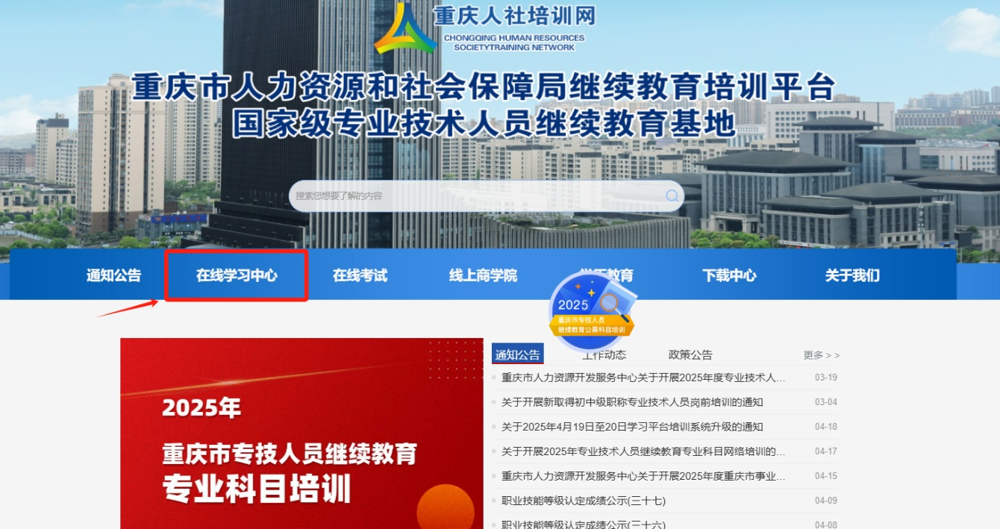 重庆人社培训网
CHONGQING HUMAN RESOURCES
SOCIETYTRAINING NETWORK
重庆市人力资源和社会保障局继续教育培训平台
国家级专业技术人员继续教育基地
搜索您想要了解的内容
通知公告 在线学习中心 在线考试 线上商学院 学历教育 下载中心 关于我们
2025
重庆市专技人员
继续教育公需科目培训
通知公告 工作动态 政策公告 更多 > >
重庆市人力资源开发服务中心关于开展2025年度专业技术人... 03-19
关于开展新取得初中级职称专业技术人员岗前培训的通知 03-04
关于2025年4月19日至20日学习平台培训系统升级的通知 04-18
关于开展2025年专业技术人员继续教育专业科目网络培训的... 04-17
重庆市人力资源开发服务中心关于开展2025年度重庆市事业... 04-15
职业技能等级认定成绩公示(三十七) 04-09
职业技能等级认定成绩公示(三十六) 04-08
2025年
重庆市专技人员继续教育
专业科目培训